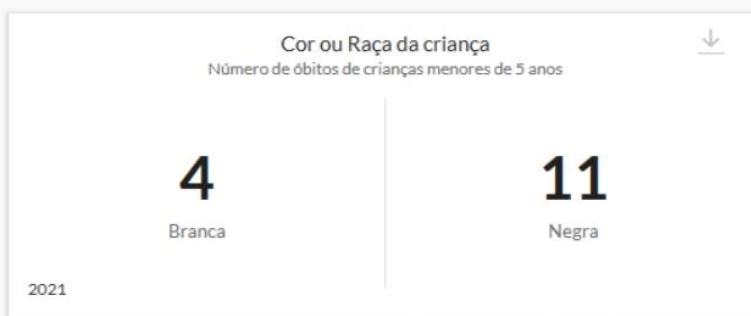 Cor ou Raça da criança
Número de óbitos de crianças menores de 5 anos
4
Branca
11
Negra
2021